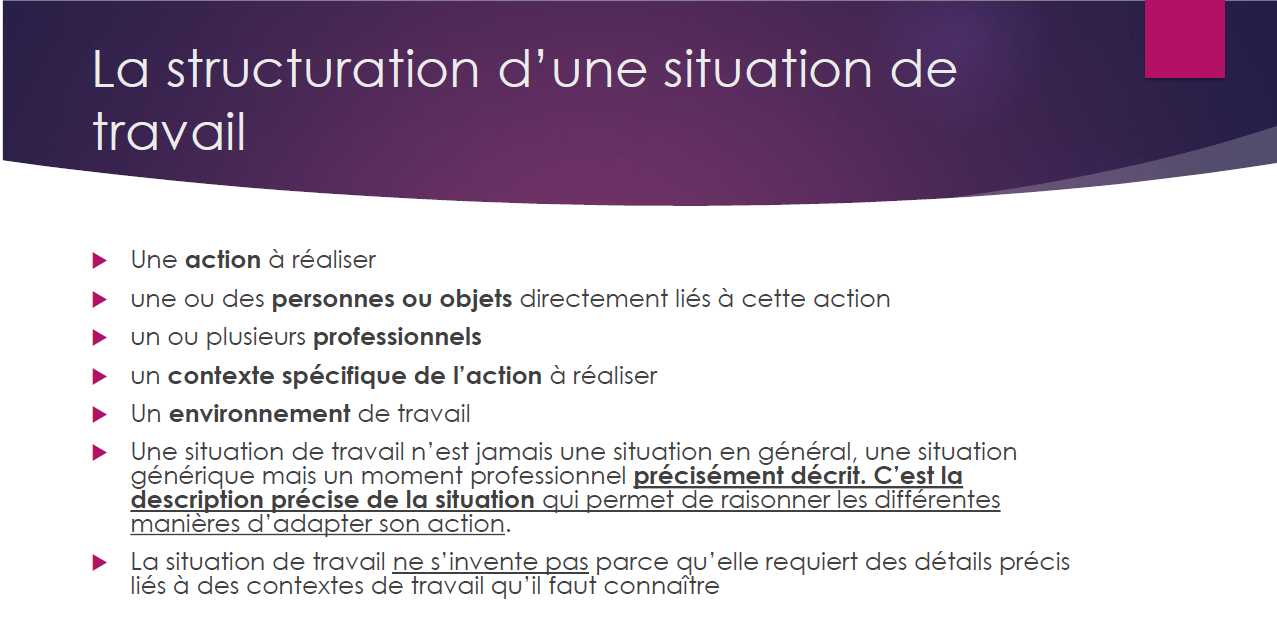 La structuration d’une situation de
travail
Une action à réaliser
une ou des personnes ou objets directement liés à cette action
un ou plusieurs professionnels
un contexte spécifique de l’action à réaliser
Un environnement de travail
Une situation de travail n’est jamais une situation en général, une situation
générique mais un moment professionnel précisément décrit. C’est la
description précise de la situation qui permet de raisonner les différentes
manières d’adapter son action.
La situation de travail ne s’invente pas parce qu’elle requiert des détails précis
liés à des contextes de travail qu’il faut connaître